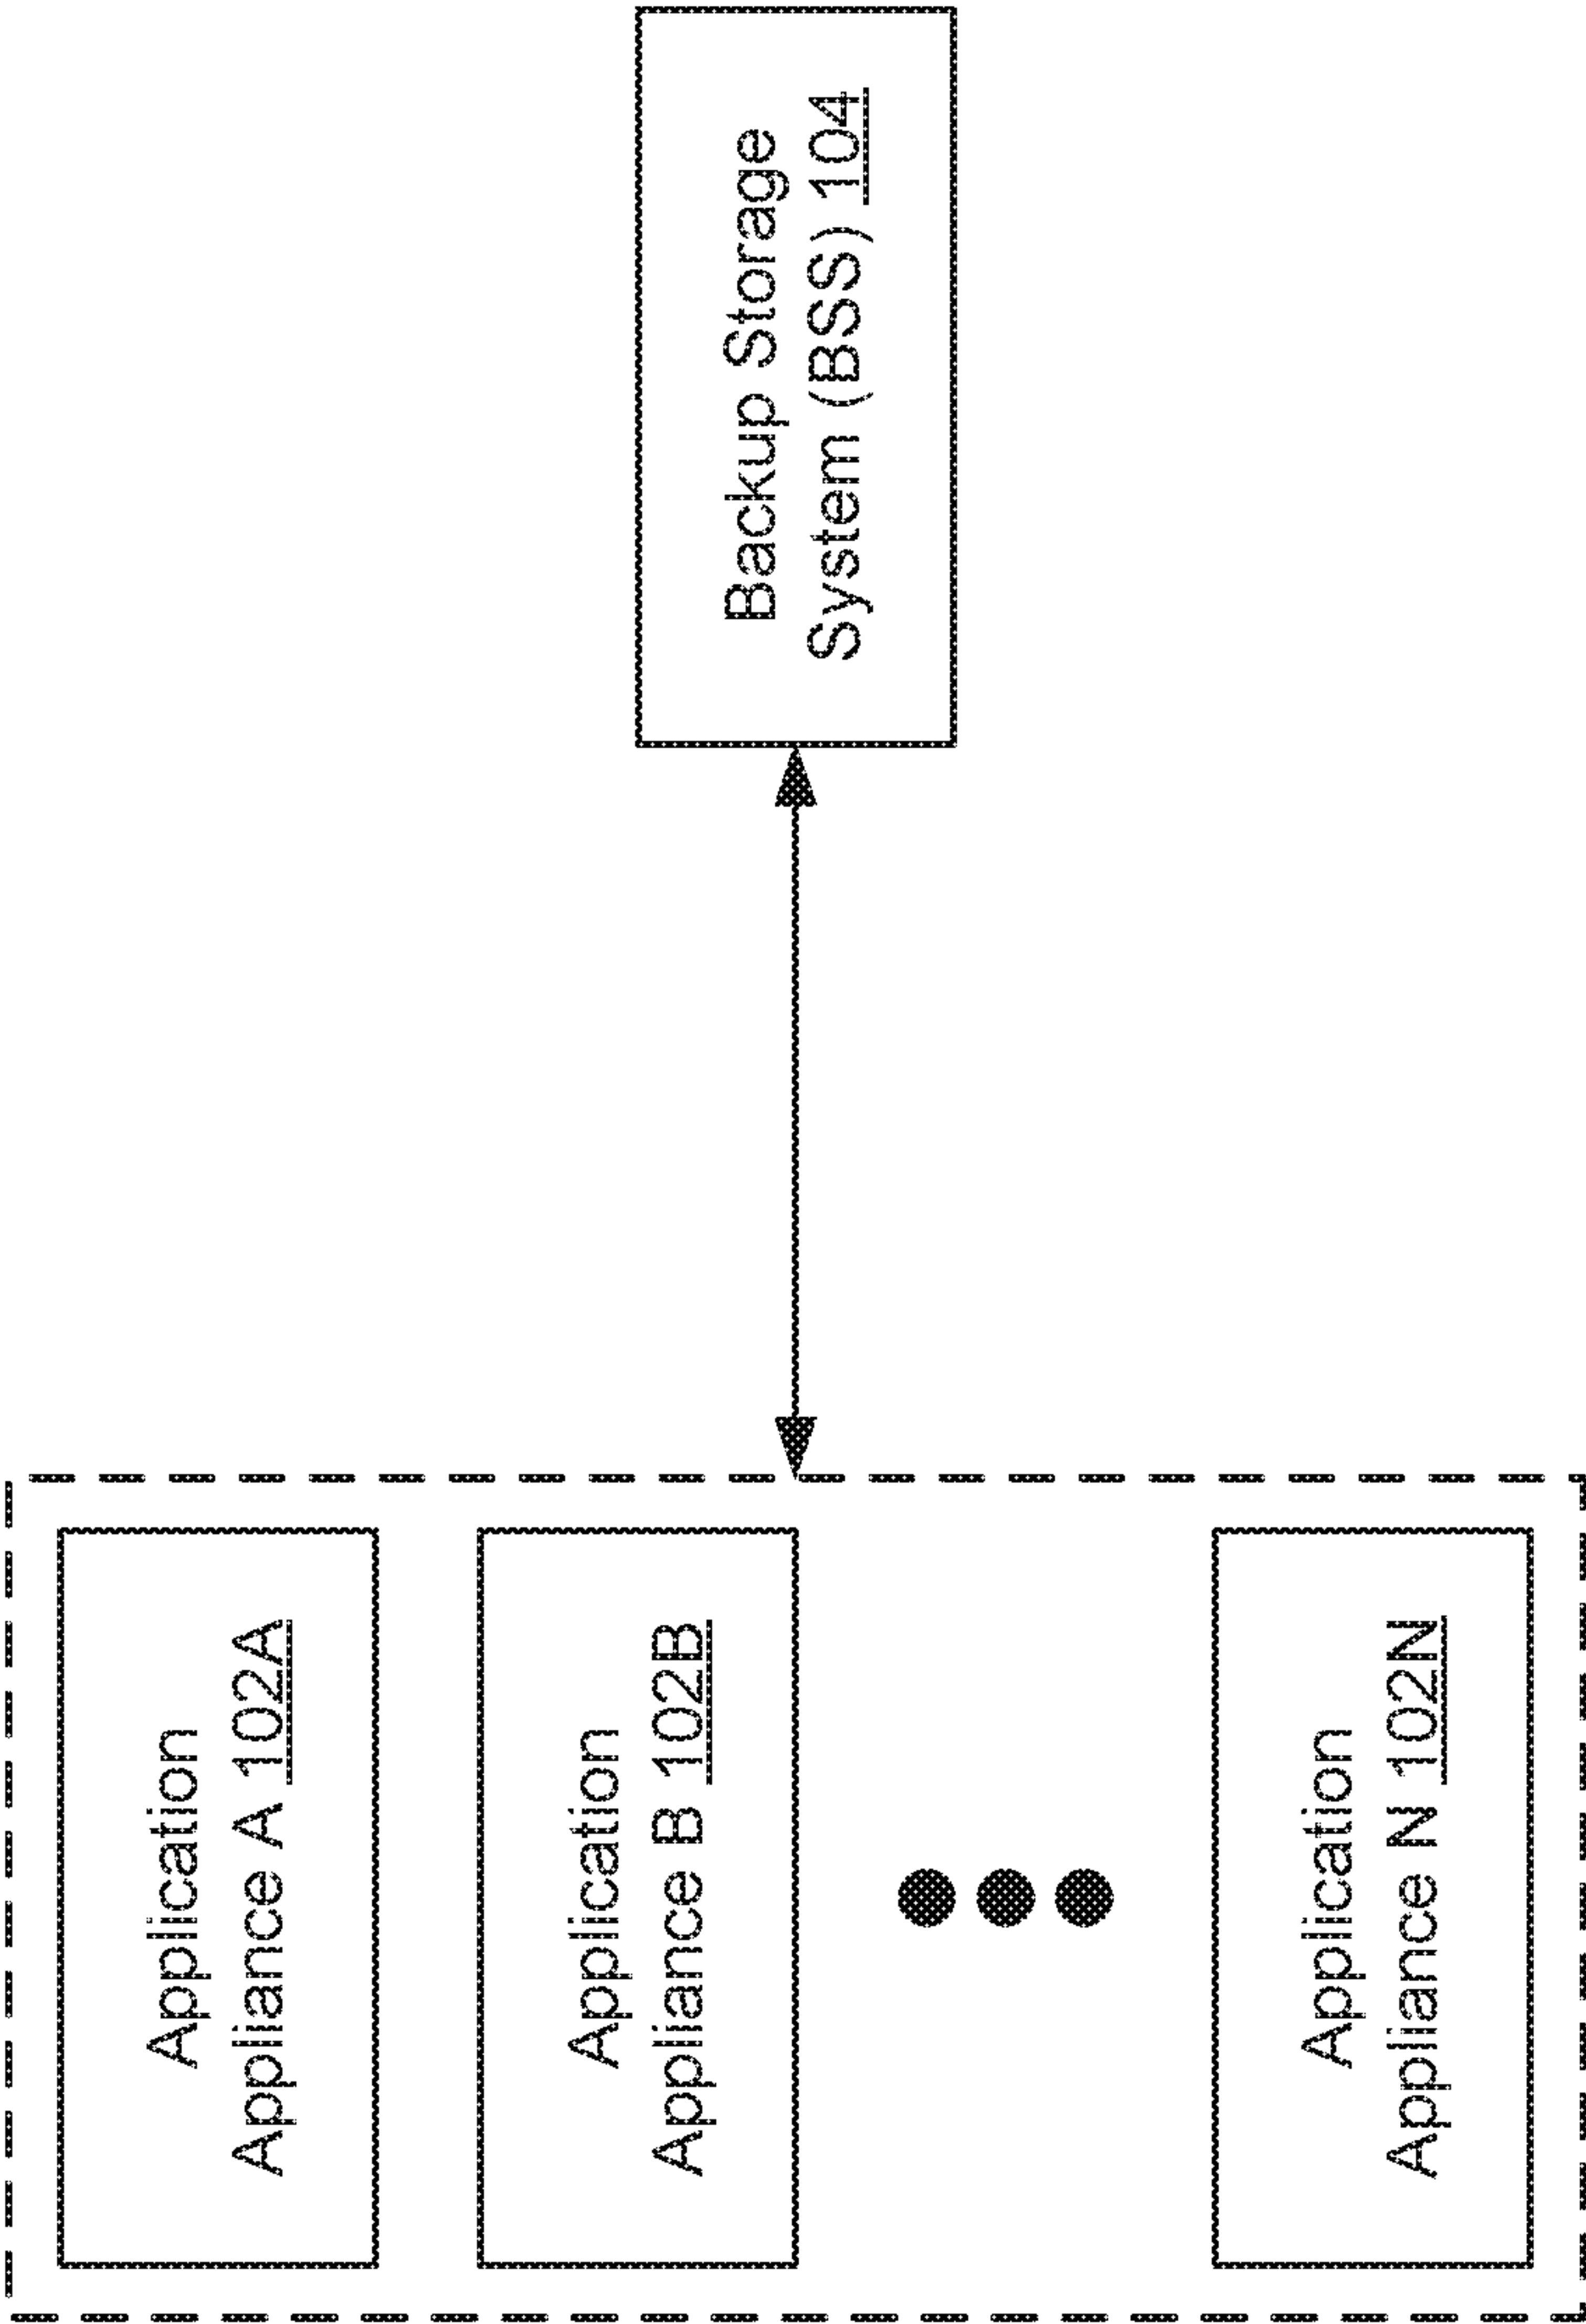 Application
Appliance A 102A
Application
Appliance B 102B
Application
Appliance N 102N
Backup Storage
System (BSS) 104